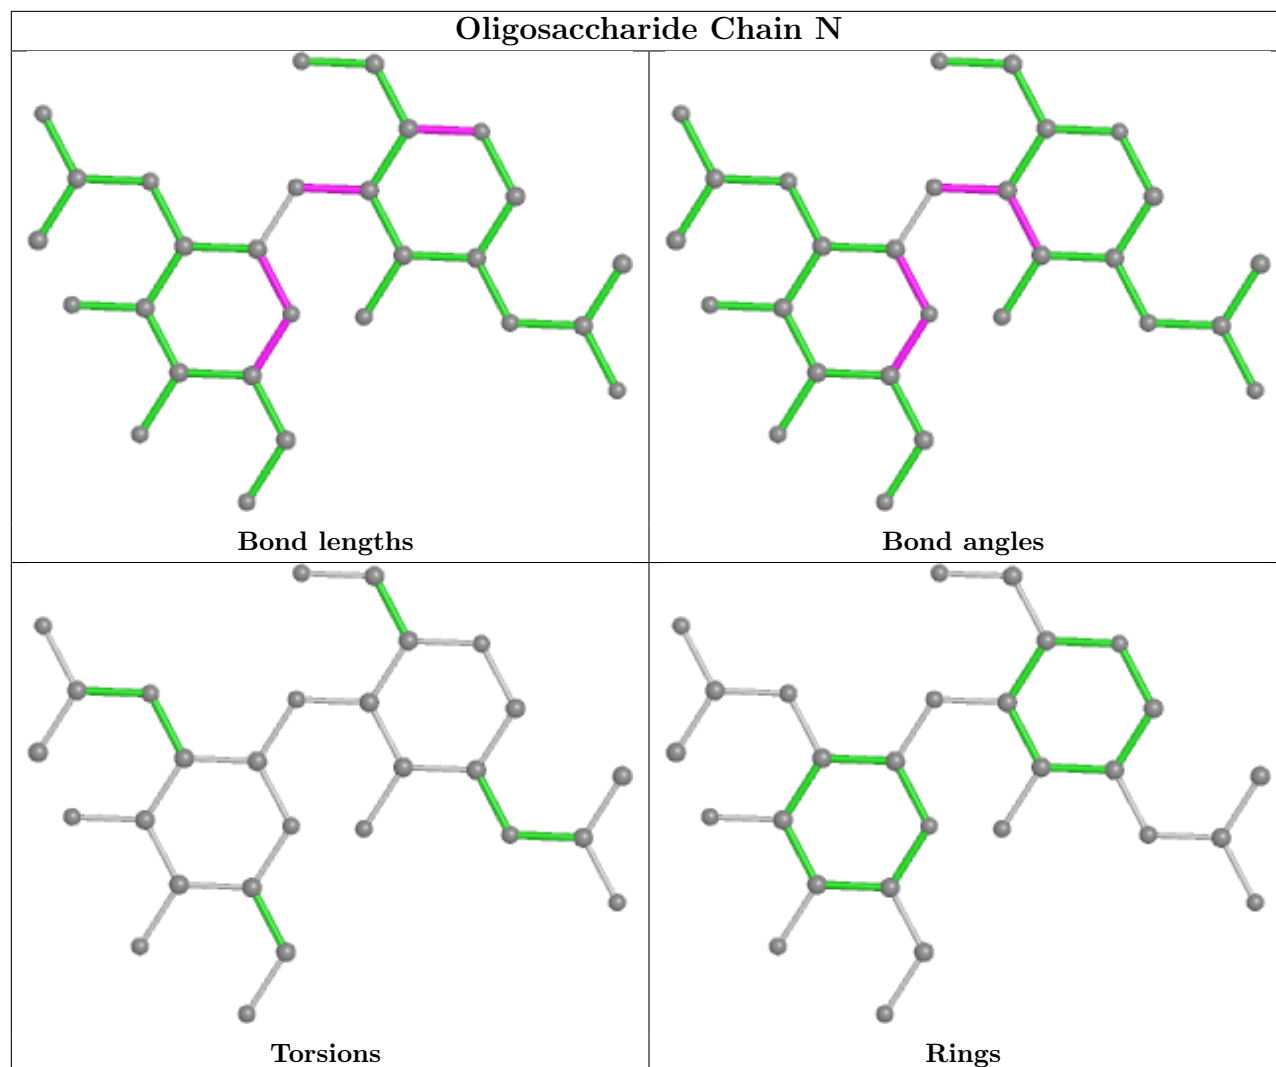 Oligosaccharide Chain N
Bond lengths
Bond angles
Torsions
Rings